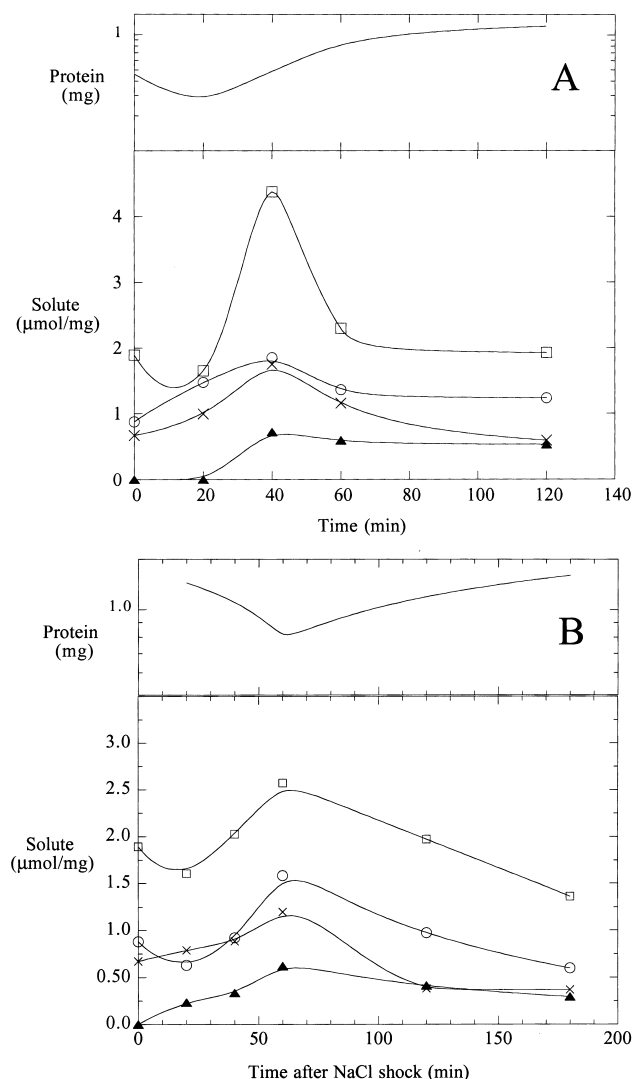 1
Protein
(mg)
A
4
3
Solute
(μmol/mg)
2
1
0
0 20 40 60 80 100 120 140
Time (min)
1.0
Protein
(mg)
B
3.0
2.5
2.0
Solute
(μmol/mg)
1.5
1.0
0.50
0.0
0 50 100 150 200
Time after NaCl shock (min)